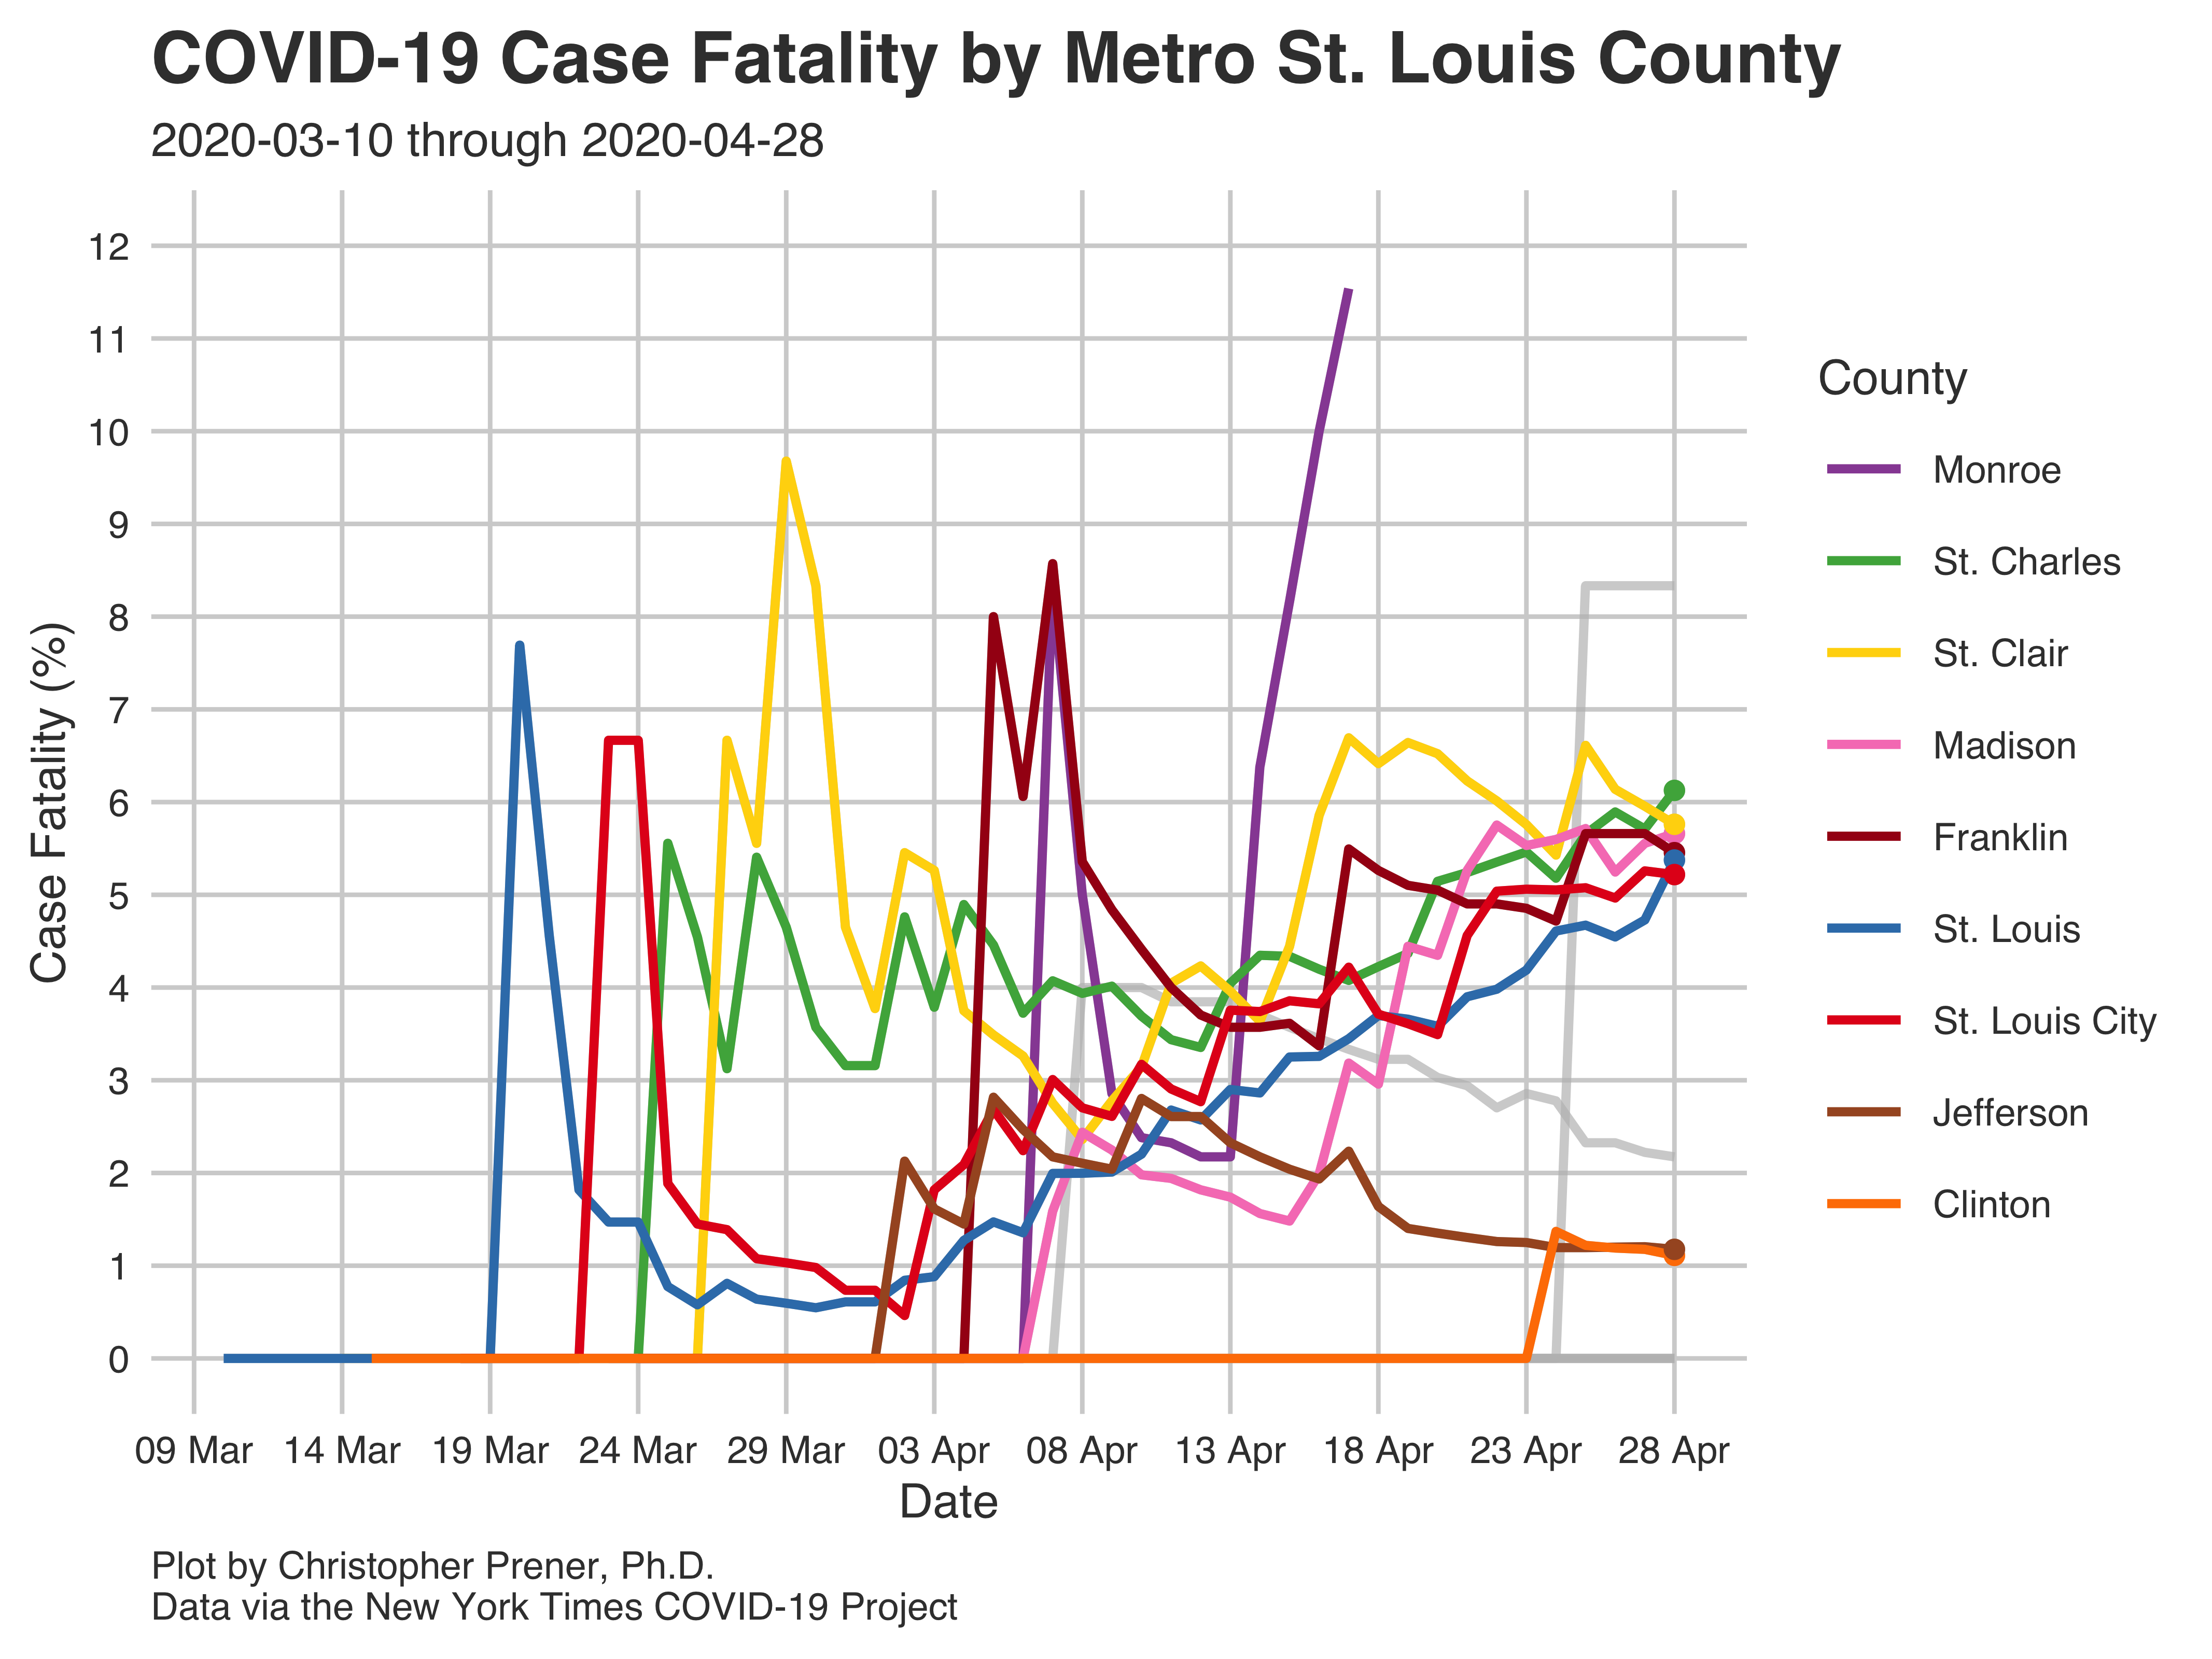 COVID-19 Case Fatality by Metro St. Louis County
2020-03-10 through 2020-04-28
12
11
10
9
8
7
6
5
4
3
2
1
0
Case Fatality (%)
09 Mar 14 Mar 19 Mar 24 Mar 29 Mar 03 Apr 08 Apr 13 Apr 18 Apr 23 Apr 28 Apr
Date
County
Monroe
St. Charles
St. Clair
Madison
Franklin
St. Louis
St. Louis City
Jefferson
Clinton
Plot by Christopher Prener, Ph.D.
Data via the New York Times COVID-19 Project